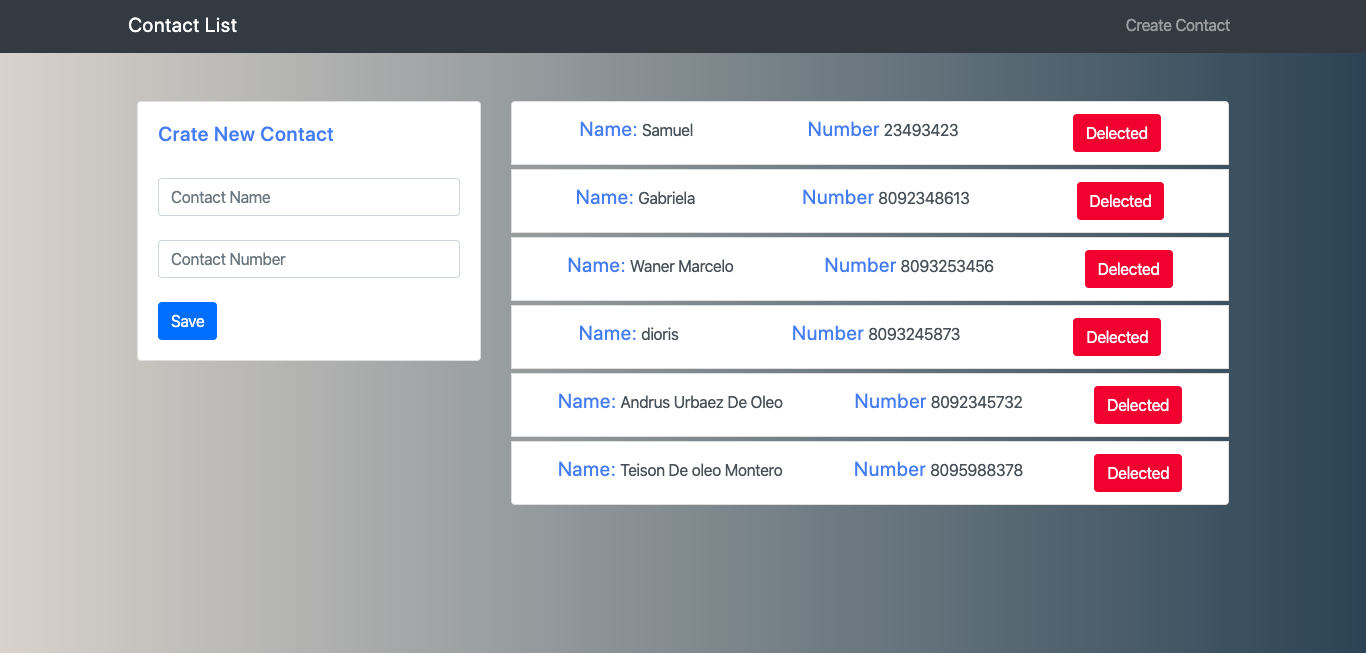 Contact List Create Contact
Crate New Contact
Contact Name
Contact Number
Save
Name: Samuel Number 23493423 Delected
Name: Gabriela Number 8092348613 Delected
Name: Waner Marcelo Number 8093253456 Delected
Name: dioris Number 8093245873 Delected
Name: Andrus Urbaez De Oleo Number 8092345732 Delected
Name: Teison De oleo Montero Number 8095988378 Delected